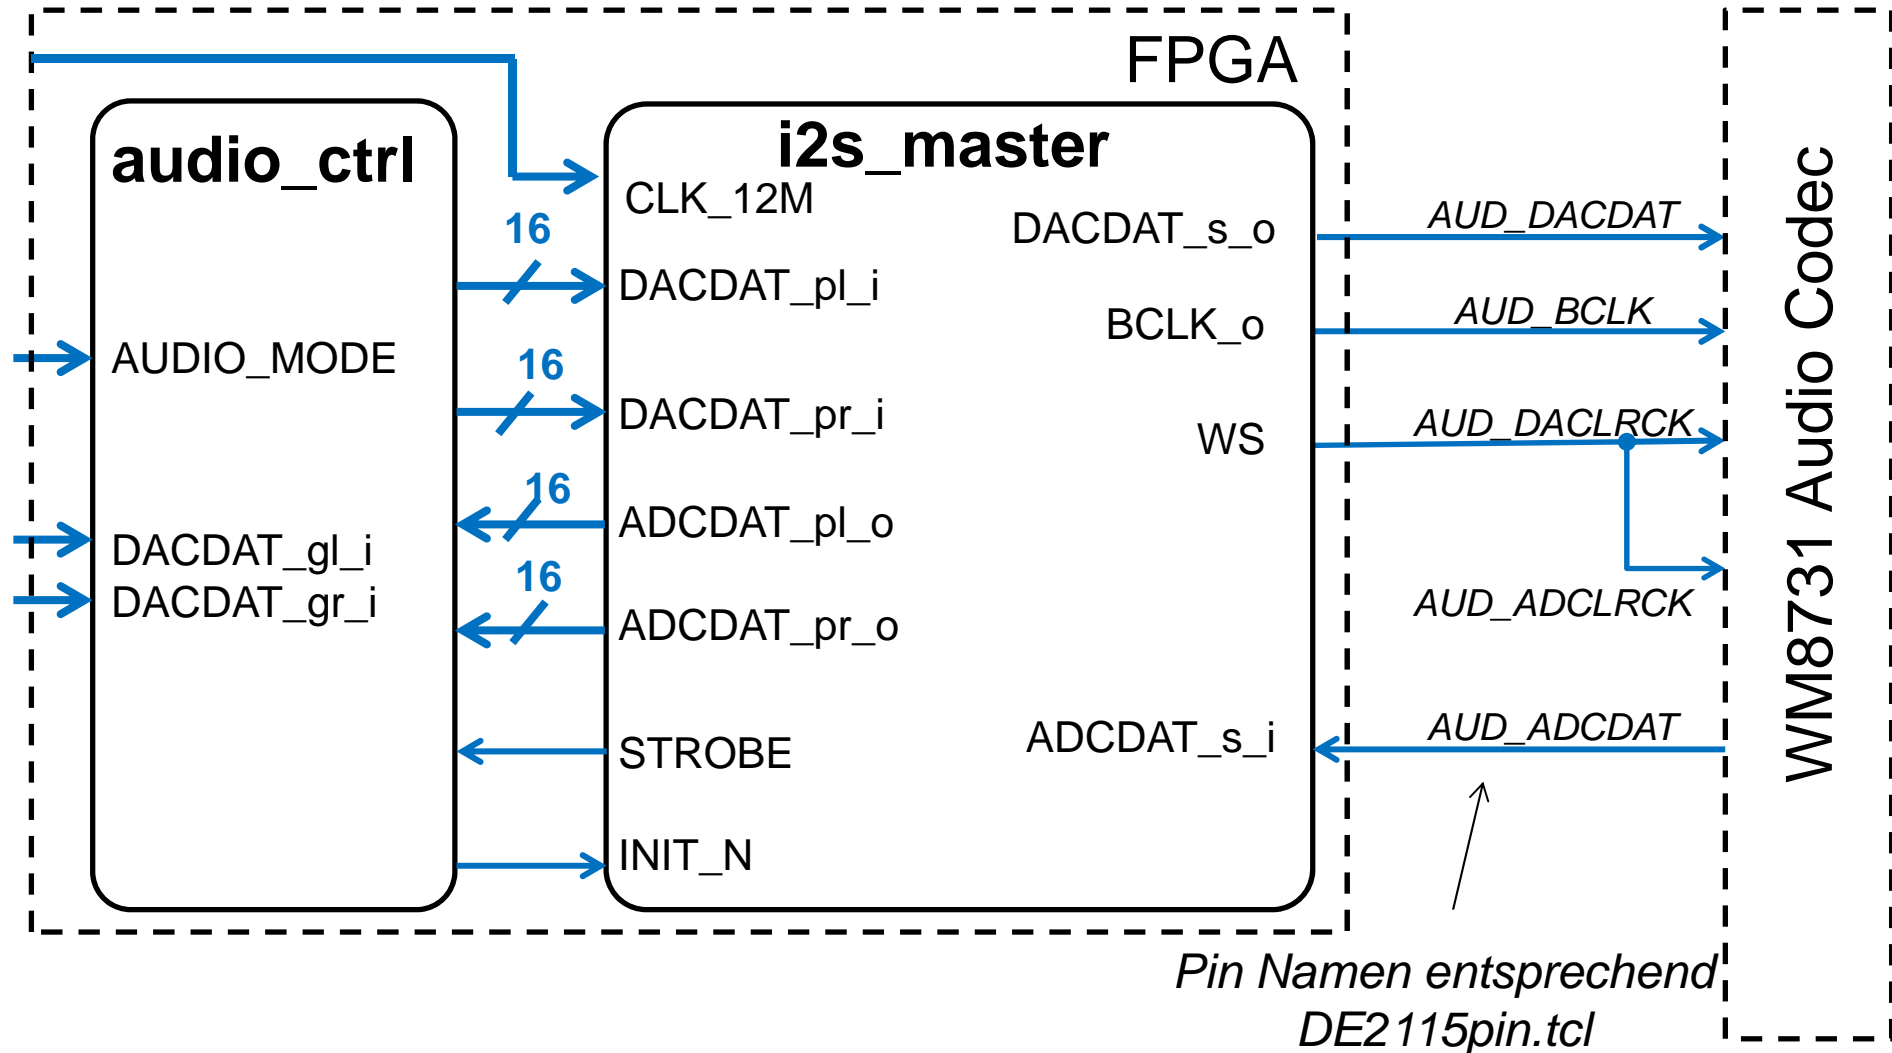 FPGA
audio_ctrl
AUDIO_MODE
DACDAT_gl_i
DACDAT_gr_i
16
16
16
16
i2s_master
CLK_12M
DACDAT_pl_i
DACDAT_pr_i
ADCDAT_pl_o
ADCDAT_pr_o
STROBE
INIT_N
DACDAT_s_o
BCLK_o
WS
ADCDAT_s_i
AUD_DACDAT
AUD_BCLK
AUD_DACLRCK
AUD_ADCLRCK
AUD_ADCDAT
WM8731 Audio Codec
Pin Namen entsprechend
DE2115pin.tcl